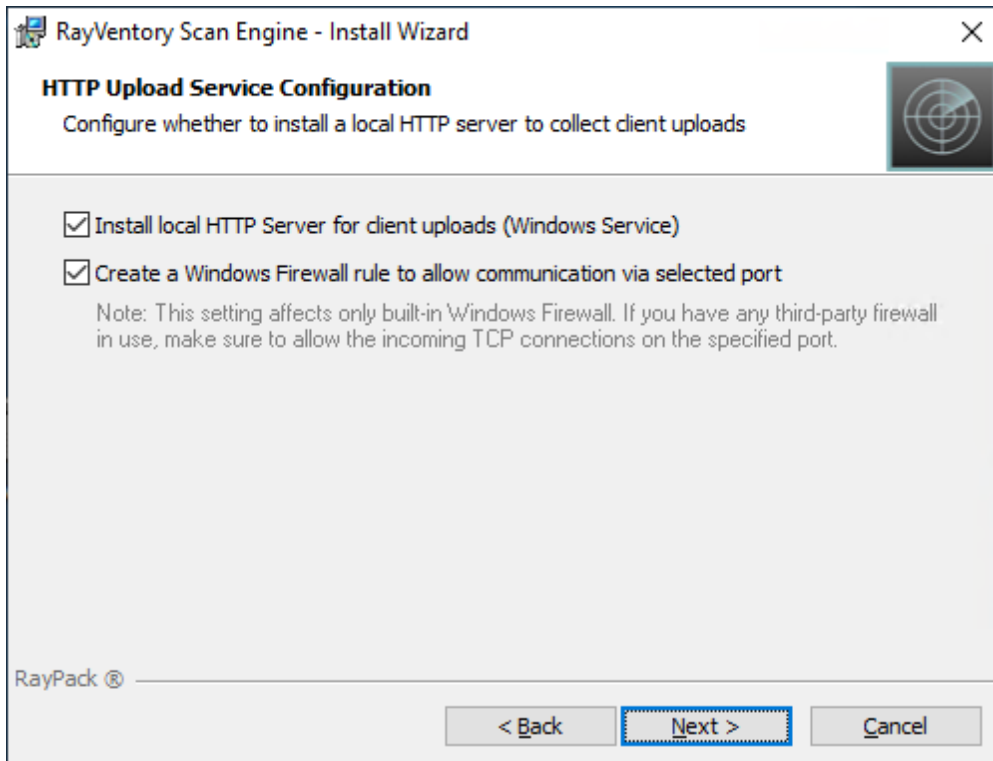 RayVentory Scan Engine - Install Wizard
HTTP Upload Service Configuration
Configure whether to install a local HTTP server to collect client uploads
Install local HTTP Server for client uploads (Windows Service)
Create a Windows Firewall rule to allow communication via selected port
Note: This setting affects only built-in Windows Firewall. If you have any third-party firewall
in use, make sure to allow the incoming TCP connections on the specified port.
RayPack ®
< Back
Next >
Cancel